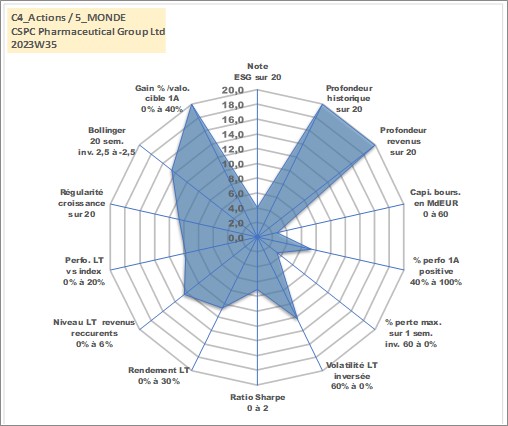 C4_Actions / 5_MONDE
CSPC Pharmaceutical Group Ltd
2023W35
Note
ESG sur 20
Profondeur
historique
sur 20
Profondeur
revenus
sur 20
Capi. bours.
en MdEUR
0 à 60
% perfo 1A
positive
40% à 100%
% perte max.
sur 1 sem.
inv. 60 à 0%
Volatilité LT
inversée
60% à 0%
Ratio Sharpe
0 à 2
Rendement LT
0% à 30%
Niveau LT revenus
reccurents
0% à 6%
Perfo. LT
vs index
0% à 20%
Régularité
croissance
sur 20
Bollinger
20 sem.
inv. 2,5 à -2,5
Gain % /valo.
cible 1A
0% à 40%
20,0
18,0
16,0
14,0
12,0
10,0
8,0
6,0
4,0
2,0
0,0